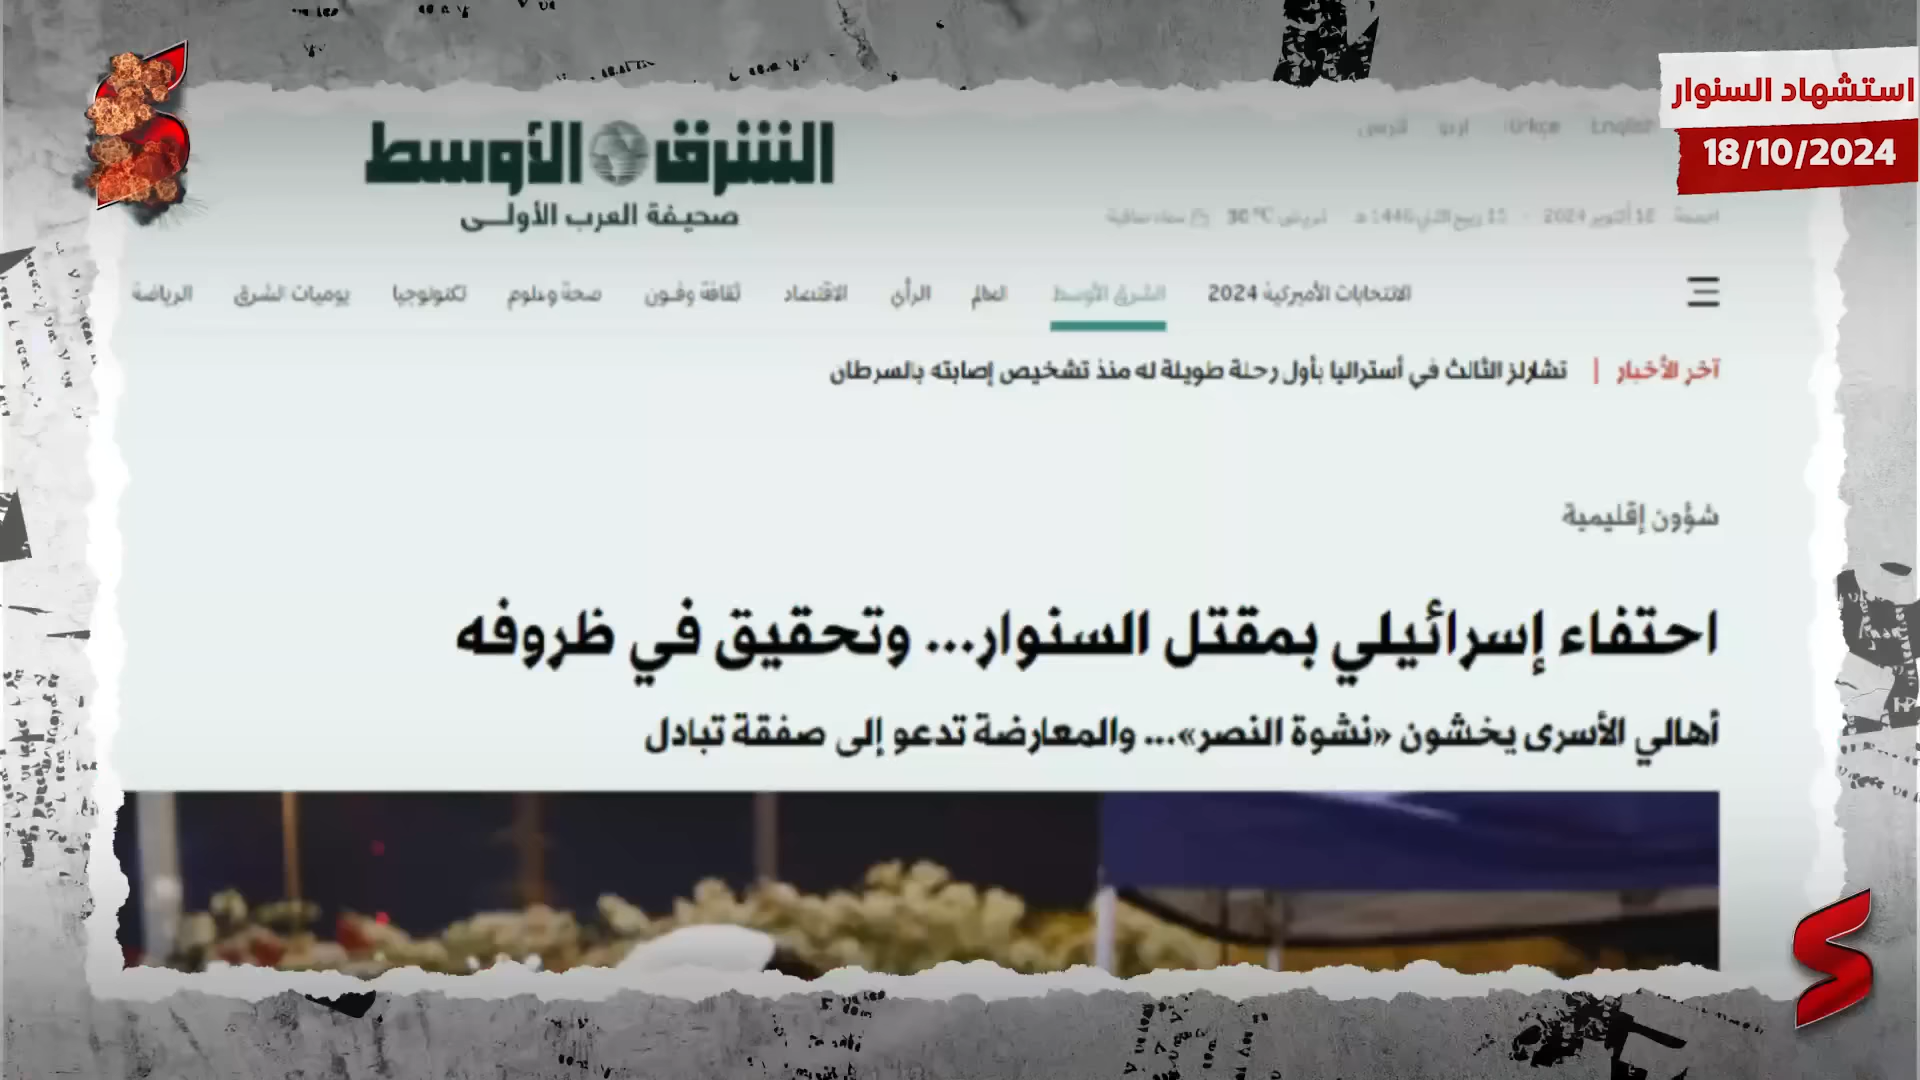 استشهاد السنوار
18/10/2024
الشرق الأوسط
صحيفة العرب الأولـــى
English
الانتخابات الأميركية 2024 الشرق الأوسط العالم الرأي الاقتصاد ثقافة وفنون صحة وعلوم تكنولوجيا يوميات الشرق الرياضة
آخر الأخبار | تشارلز الثالث في أستراليا بأول رحلة طويلة له منذ تشخيص إصابته بالسرطان
شؤون إقليمية
احتفاء إسرائيلي بمقتل السنوار... وتحقيق في ظروفه
أهالي الأسرى يخشون «نشوة النصر»... والمعارضة تدعو إلى صفقة تبادل